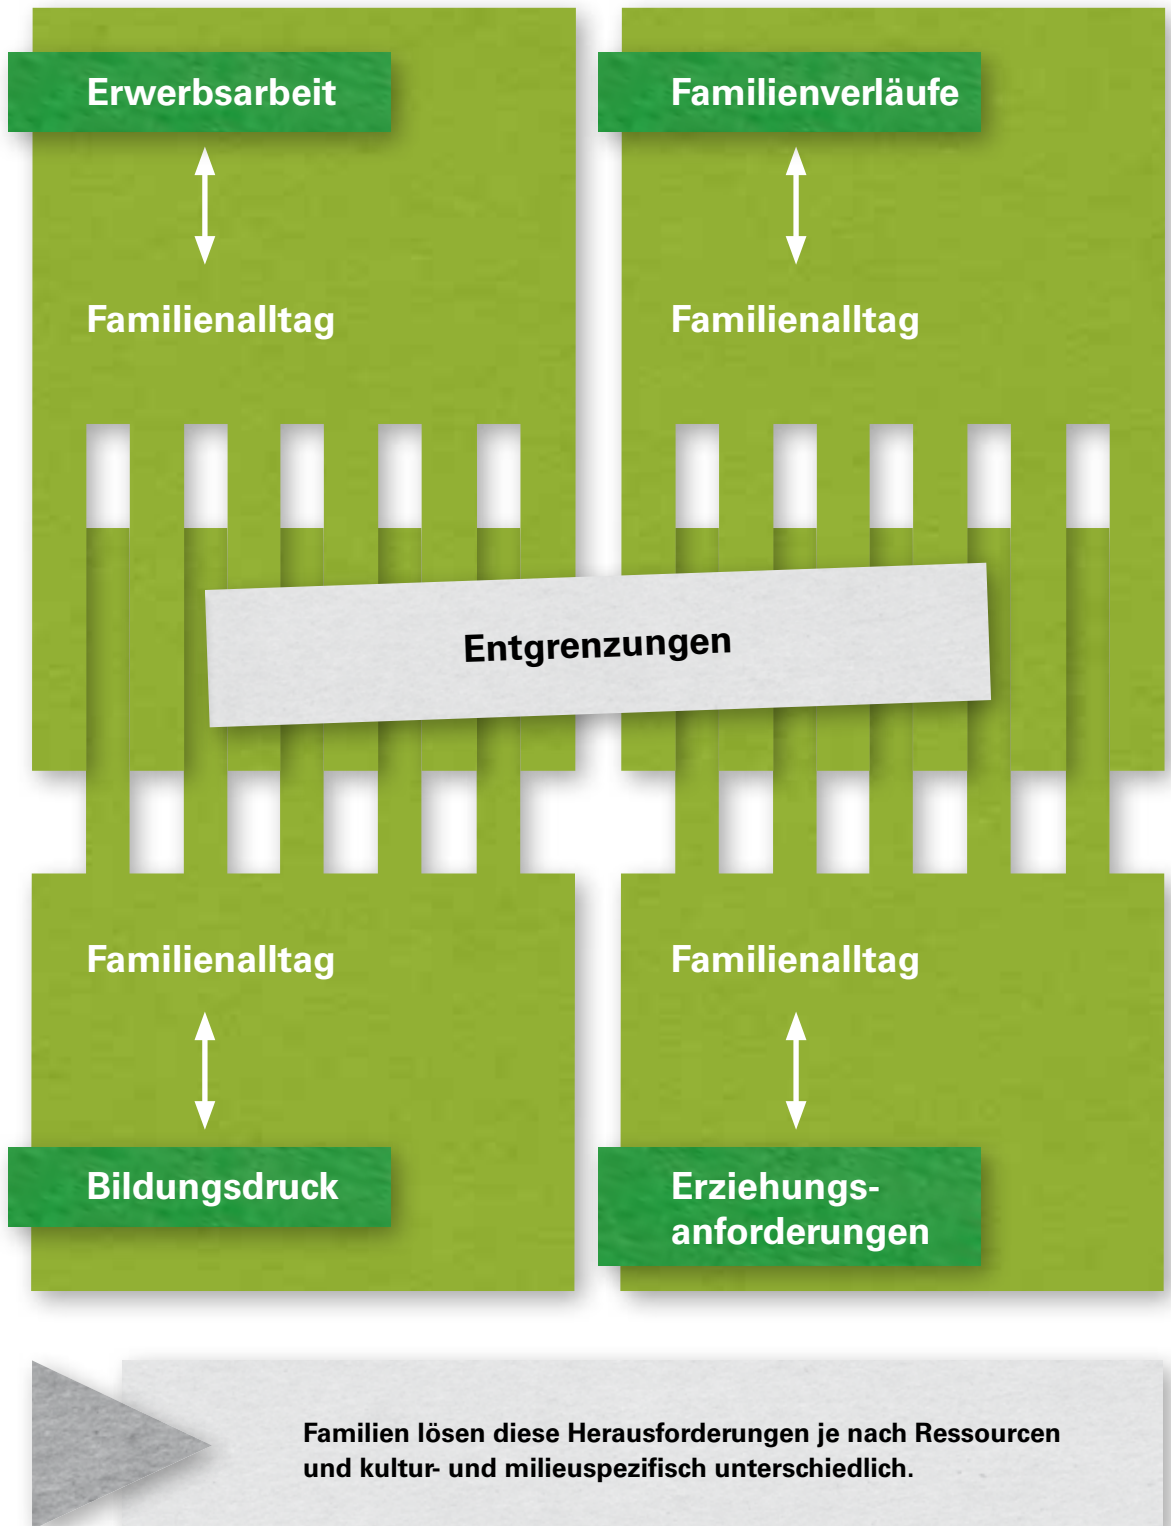 Erwerbsarbeit
Familienverläufe
Familienalltag
Familienalltag
Entgrenzungen
Familienalltag
Familienalltag
Bildungsdruck
Erziehungs-
anforderungen
Familien lösen diese Herausforderungen je nach Ressourcen
und kultur- und milieuspezifisch unterschiedlich.